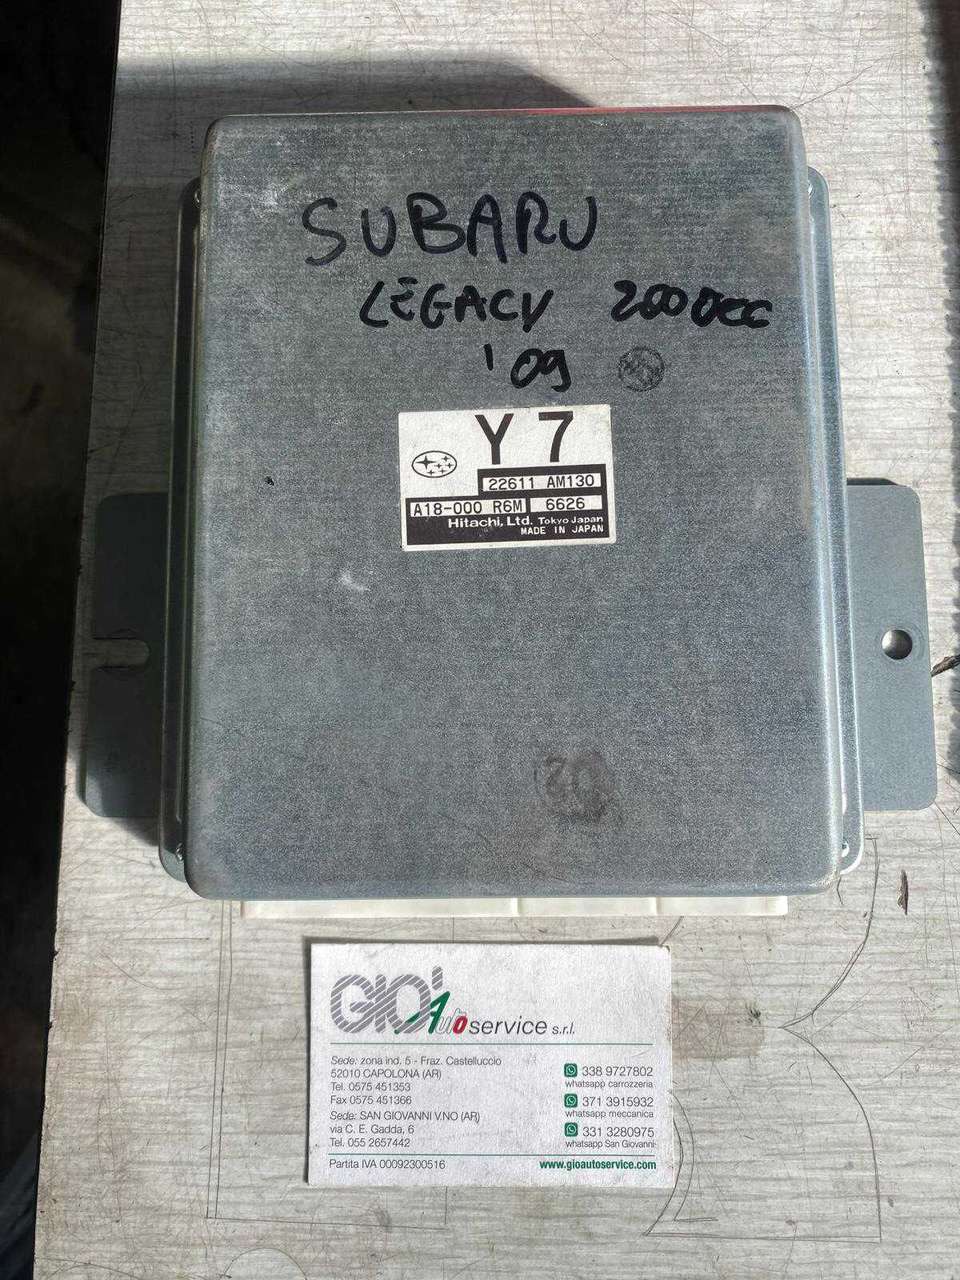 SUBARU
LEGACY 2000cc
'09
Y 7
22611 AM130
A18-000 R6M 6626
Hitachi, Ltd. Tokyo Japan
MADE IN JAPAN
GIO' Auto service s.r.l.
Sede: zona ind. 5 - Fraz. Castelluccio
52010 CAPOLONA (AR)
Tel. 0575 451353
Fax 0575 451366
Sede: SAN GIOVANNI V.NO (AR)
via C. E. Gadda, 6
Tel. 055 2657442
338 9727802
whatsapp carrozzeria
371 3915932
whatsapp meccanica
331 3280975
whatsapp San Giovanni
Partita IVA 00092300516
www.gioautoservice.com